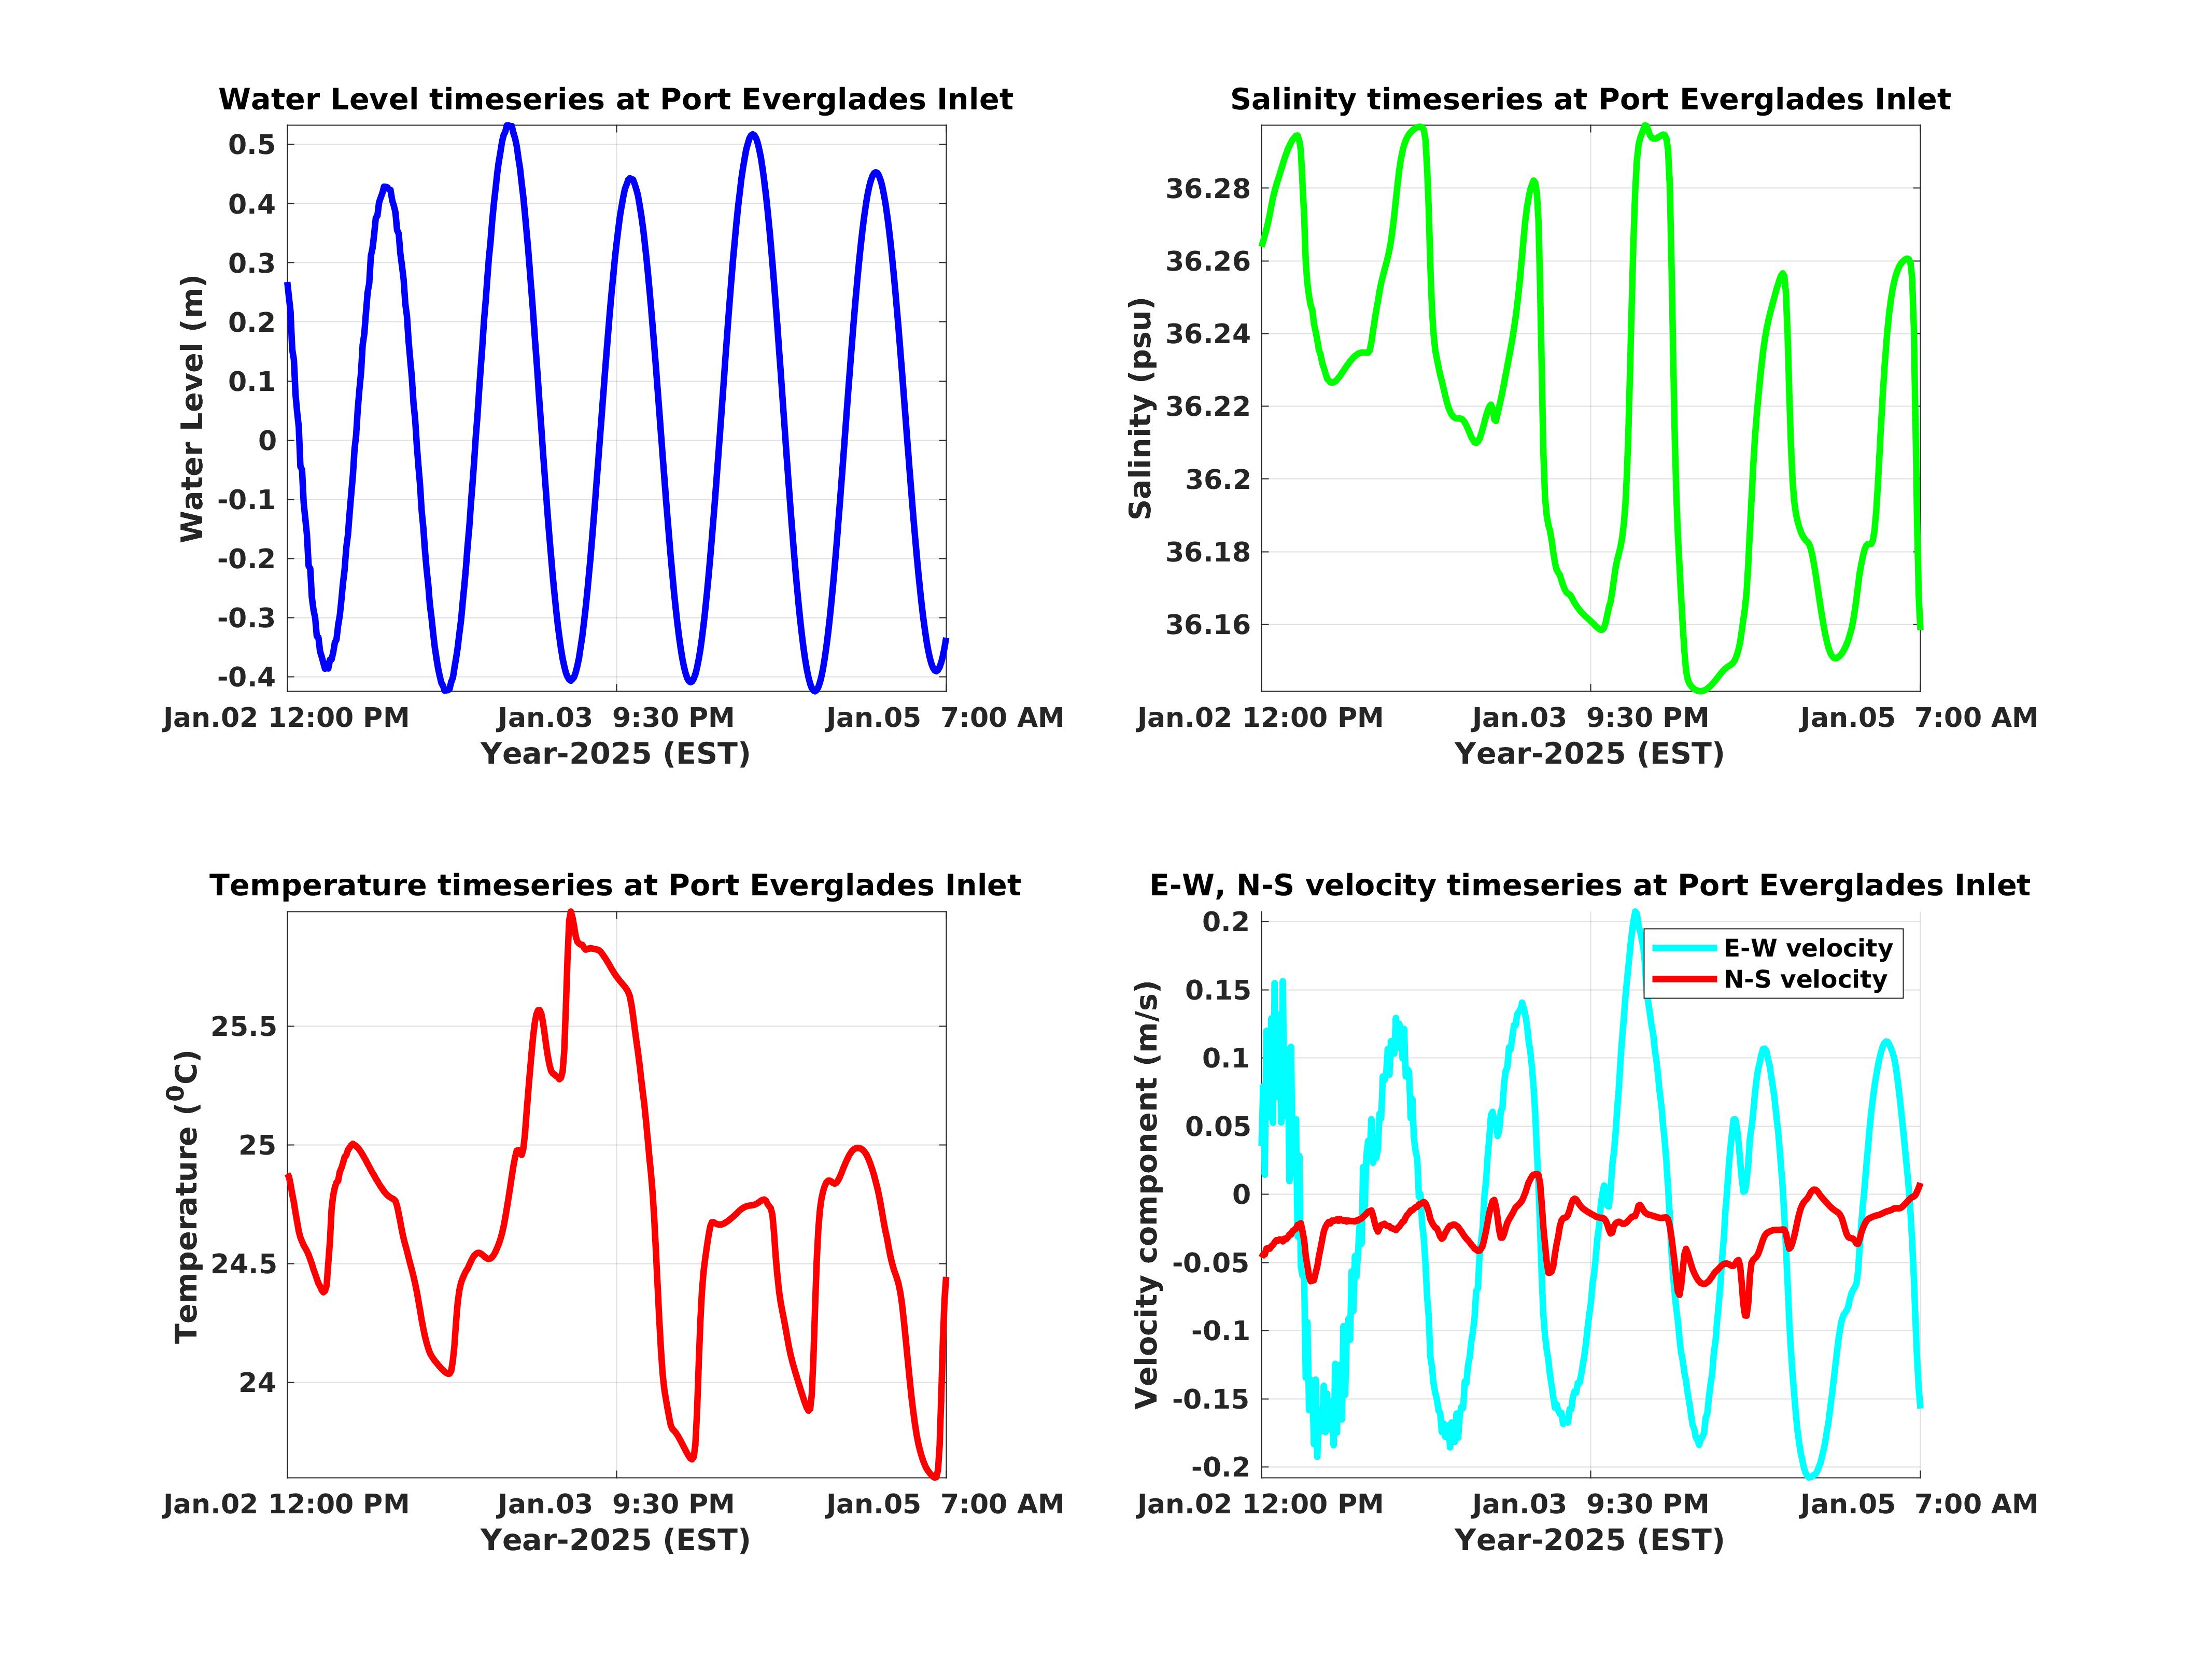 Water Level timeseries at Port Everglades Inlet
0.5
0.4
0.3
0.2
0.1
0
-0.1
-0.2
-0.3
-0.4
Water Level (m)
Jan.02 12:00 PM
Jan.03 9:30 PM
Jan.05 7:00 AM
Year-2025 (EST)
Salinity timeseries at Port Everglades Inlet
36.28
36.26
36.24
36.22
36.2
36.18
36.16
Salinity (psu)
Jan.02 12:00 PM
Jan.03 9:30 PM
Jan.05 7:00 AM
Year-2025 (EST)
Temperature timeseries at Port Everglades Inlet
25.5
25
24.5
24
Temperature (⁰C)
Jan.02 12:00 PM
Jan.03 9:30 PM
Jan.05 7:00 AM
Year-2025 (EST)
E-W, N-S velocity timeseries at Port Everglades Inlet
0.2
0.15
0.1
0.05
0
-0.05
-0.1
-0.15
-0.2
Velocity component (m/s)
E-W velocity
N-S velocity
Jan.02 12:00 PM
Jan.03 9:30 PM
Jan.05 7:00 AM
Year-2025 (EST)